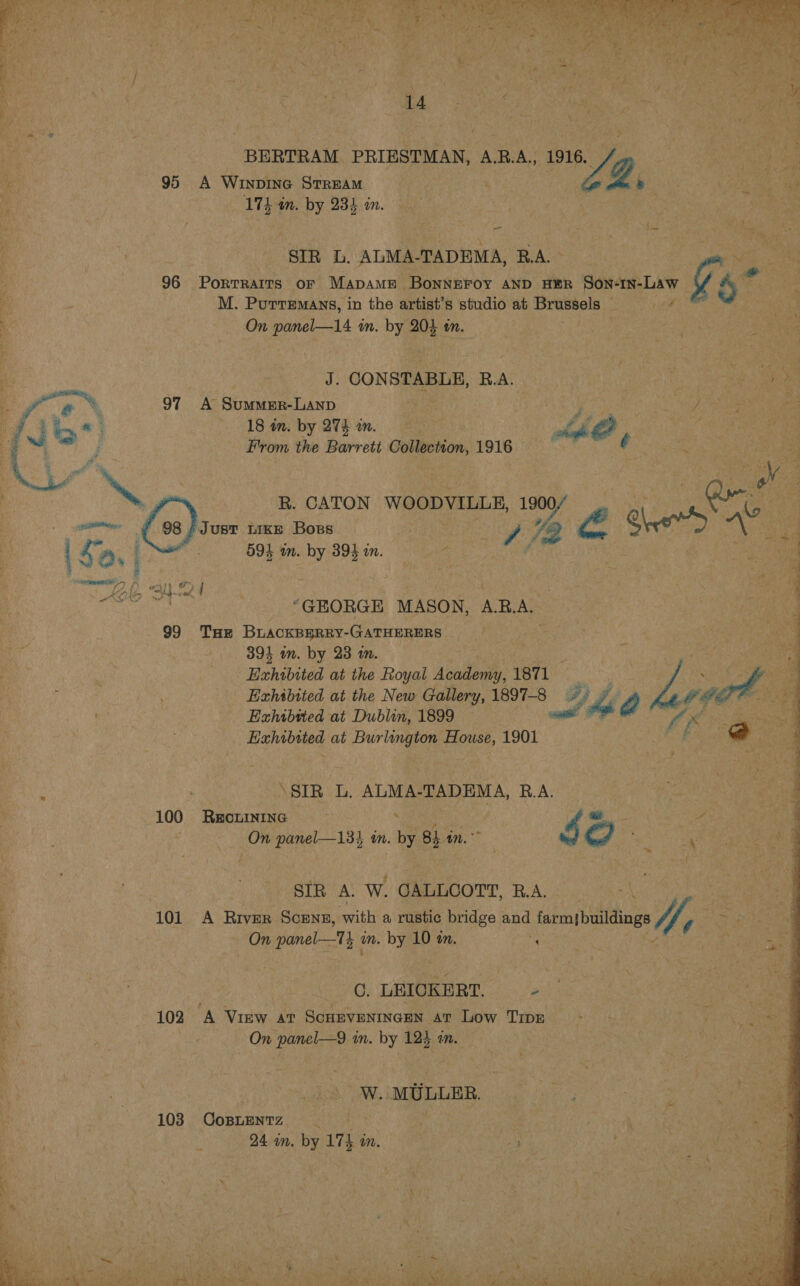 14
BERTRAM PRIESTMAN, A.R.A., 1916.
95 A Winding Stream
17½ in. by 23½ in.
SIR L. ALMA-TADEMA, R.A.
96 Portraits of Madame Bonnefoy and her Son-in-Law
M. Puttemans, in the artist's studio at Brussels
On panel—14 in. by 20½ in.
J. CONSTABLE, R.A.
97 A Summer-Land
18 in. by 27½ in.
From the Barrett Collection, 1916
R. CATON WOODVILLE, 1900
98 Just like Bobs
59½ in. by 39½ in.
GEORGE MASON, A.R.A.
99 The Blackberry-Gatherers
39½ in. by 23 in.
Exhibited at the Royal Academy, 1871
Exhibited at the New Gallery, 1897-8
Exhibited at Dublin, 1899
Exhibited at Burlington House, 1901
SIR L. ALMA-TADEMA, R.A.
100 Reclining
On panel—13½ in. by 8½ in.
SIR A. W. CALLCOTT, R.A.
101 A River Scene, with a rustic bridge and farm buildings
On panel—7½ in. by 10 in.
C. LEICKERT.
102 A View at Scheveningen at Low Tide
On panel—9 in. by 12½ in.
W. MÜLLER.
103 Coblentz
24 in. by 17½ in.